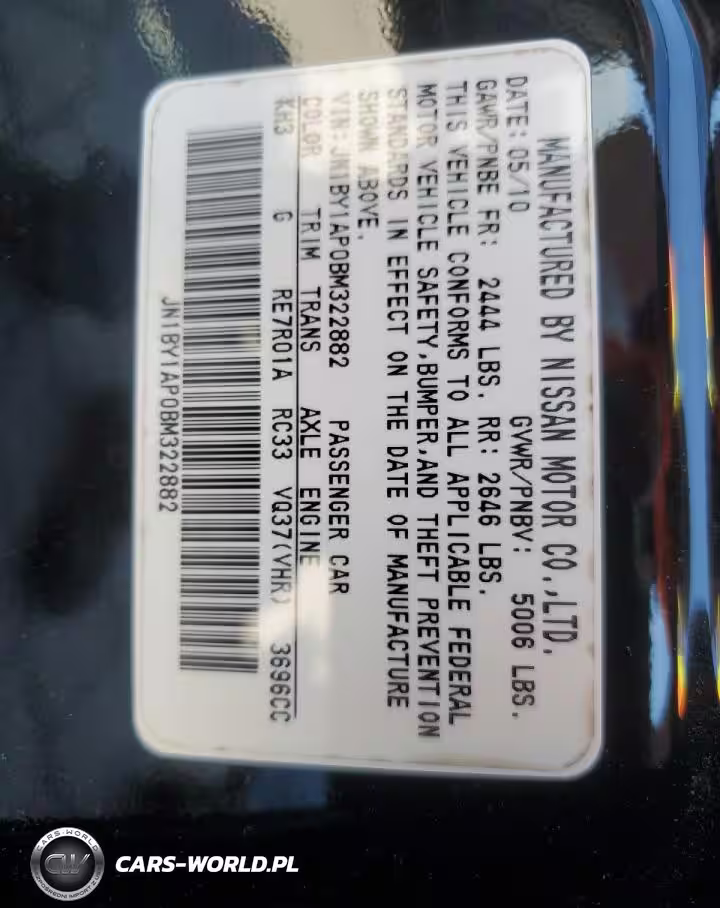 MANUFACTURED BY NISSAN MOTOR CO.,LTD.
DATE: 05/10 GVWR/PNBV: 5006 LBS.
GAWR/PNBE FR: 2444 LBS. RR: 2646 LBS.
THIS VEHICLE CONFORMS TO ALL APPLICABLE FEDERAL
MOTOR VEHICLE SAFETY,BUMPER,AND THEFT PREVENTION
STANDARDS IN EFFECT ON THE DATE OF MANUFACTURE
SHOWN ABOVE.
VIN:JN1BY1AP0BM322882 PASSENGER CAR
COLOR TRIM TRANS AXLE ENGINE
KH3 G RE7R01A RC33 VQ37(VHR) 3696CC
JN1BY1AP0BM322882
CARS-WORLD
CW
CARS-WORLD.PL